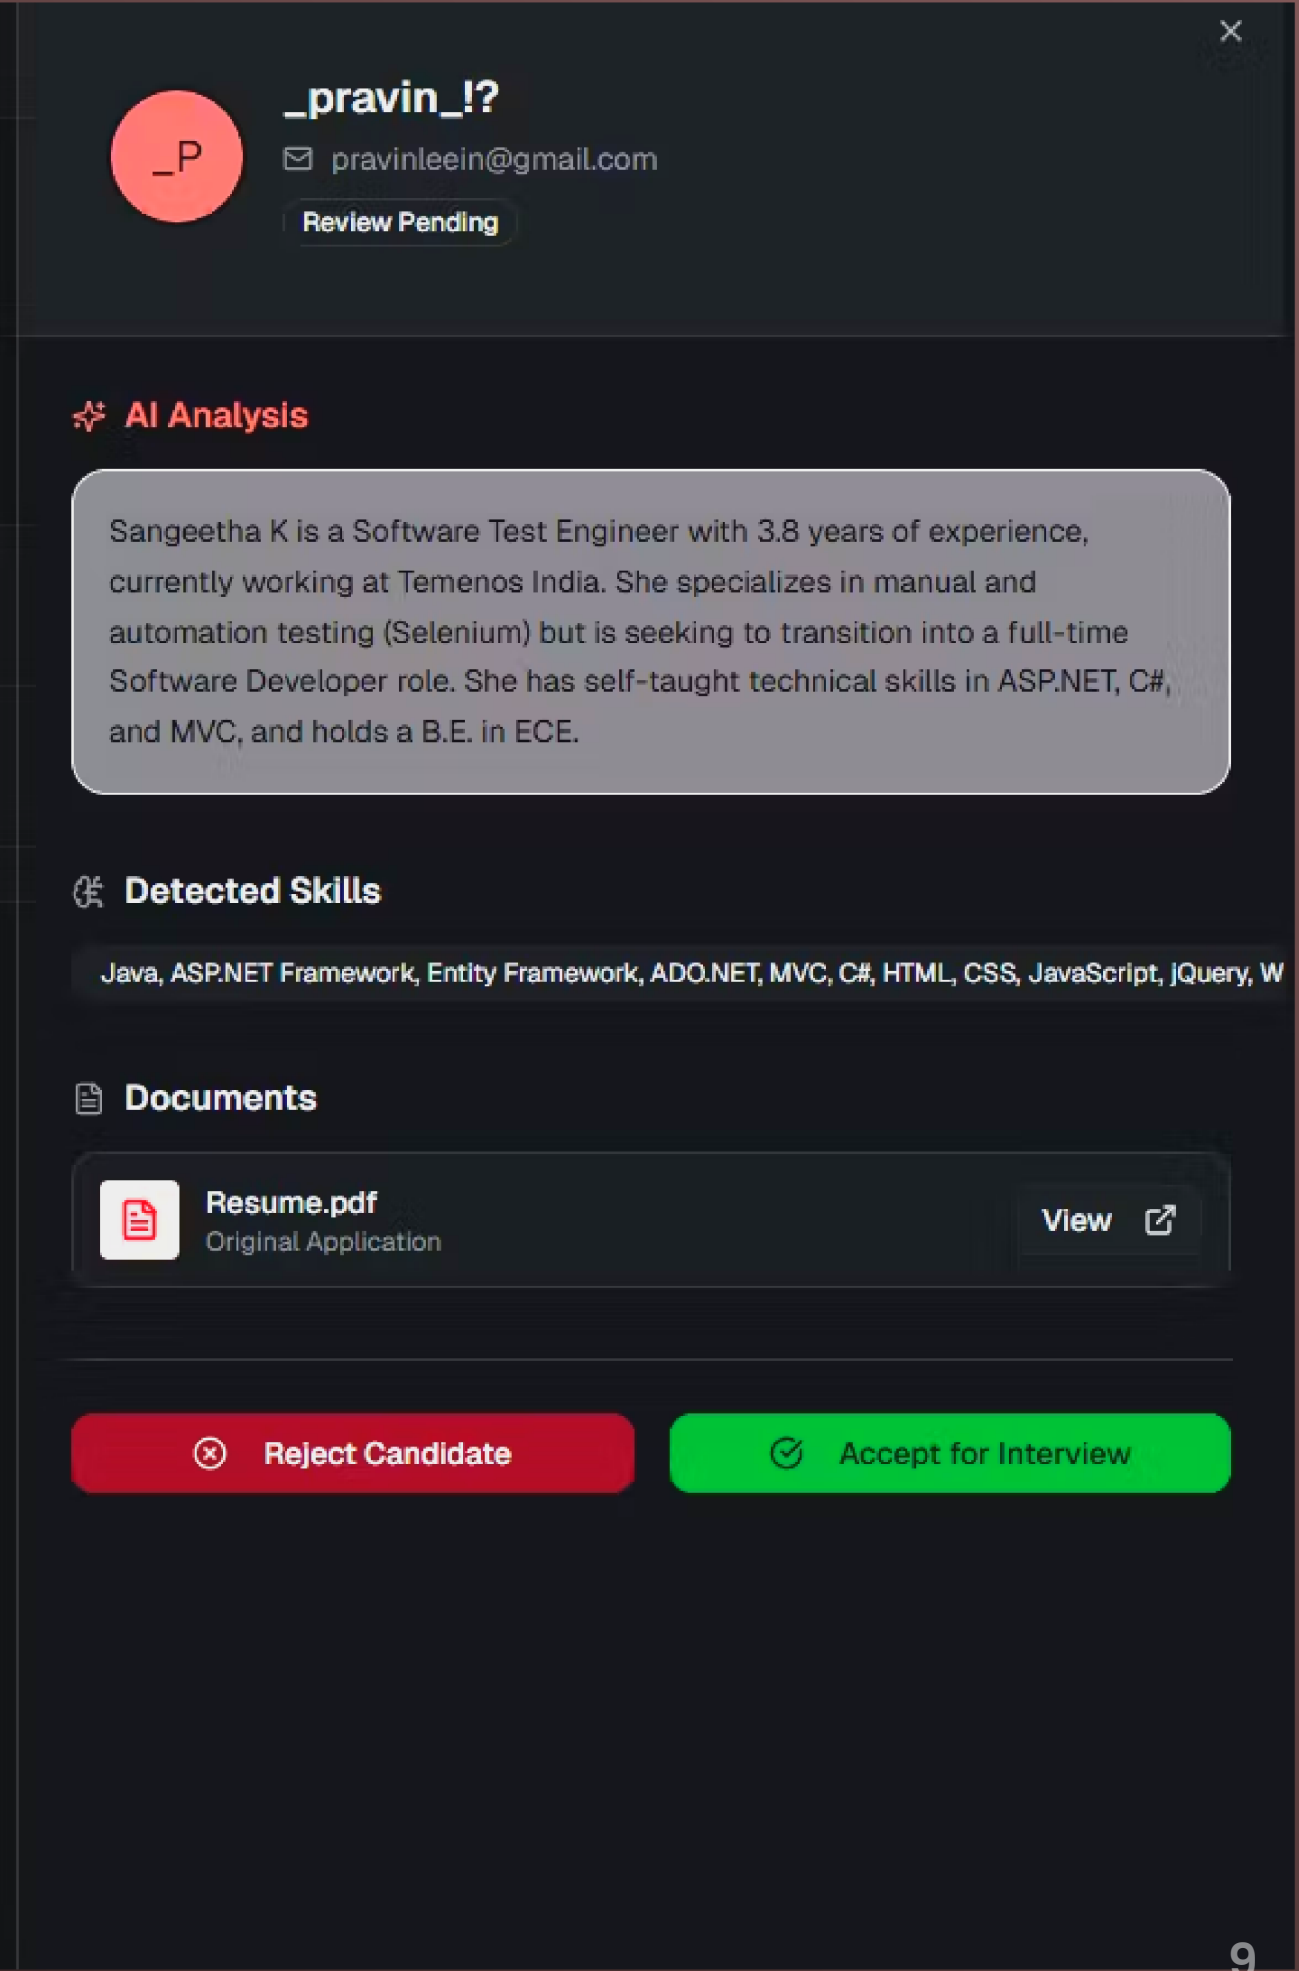 _pravin_!?
_P
pravinleein@gmail.com
Review Pending
AI Analysis
Sangeetha K is a Software Test Engineer with 3.8 years of experience,
currently working at Temenos India. She specializes in manual and
automation testing (Selenium) but is seeking to transition into a full-time
Software Developer role. She has self-taught technical skills in ASP.NET, C#,
and MVC, and holds a B.E. in ECE.
Detected Skills
Java, ASP.NET Framework, Entity Framework, ADO.NET, MVC, C#, HTML, CSS, JavaScript, jQuery, W
Documents
Resume.pdf
Original Application
View
Reject Candidate
Accept for Interview
9